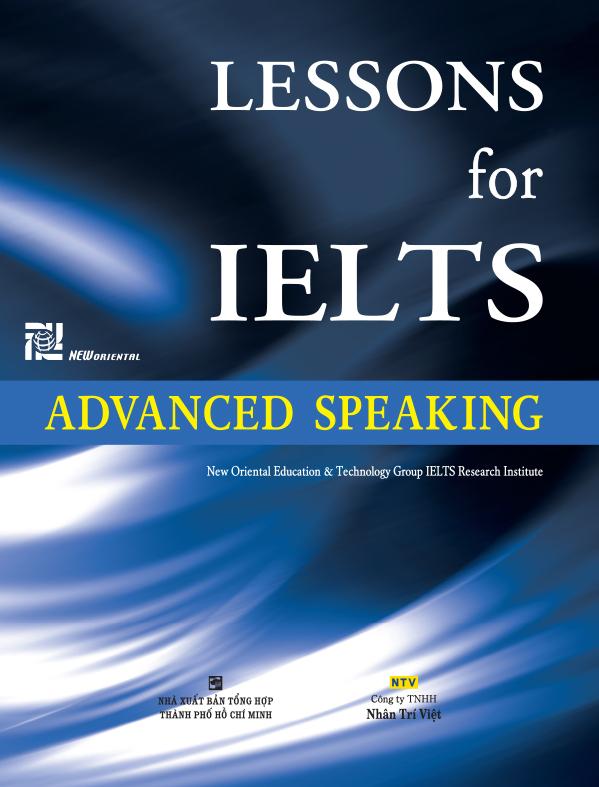 LESSONS
for
IELTS
NEW ORIENTAL
ADVANCED SPEAKING
New Oriental Education & Technology Group IELTS Research Institute
NHÀ XUẤT BẢN TỔNG HỢP
THÀNH PHỐ HỒ CHÍ MINH
NTV
Công ty TNHH
Nhân Trí Việt